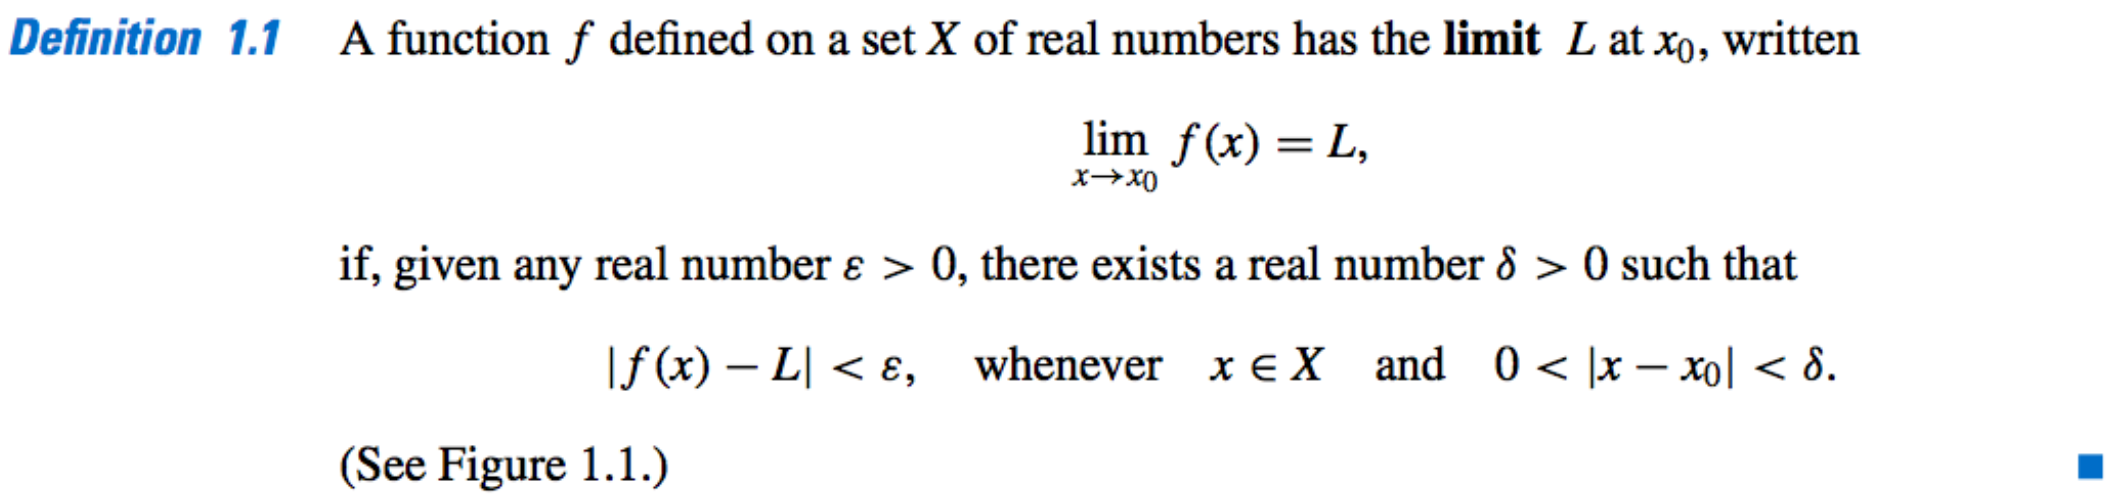 Definition 1.1 A function f defined on a set X of real numbers has the limit L at x₀, written
lim f(x) = L,
x→x₀
if, given any real number ε > 0, there exists a real number δ > 0 such that
|f(x) − L| < ε, whenever x ∈ X and 0 < |x − x₀| < δ.
(See Figure 1.1.)